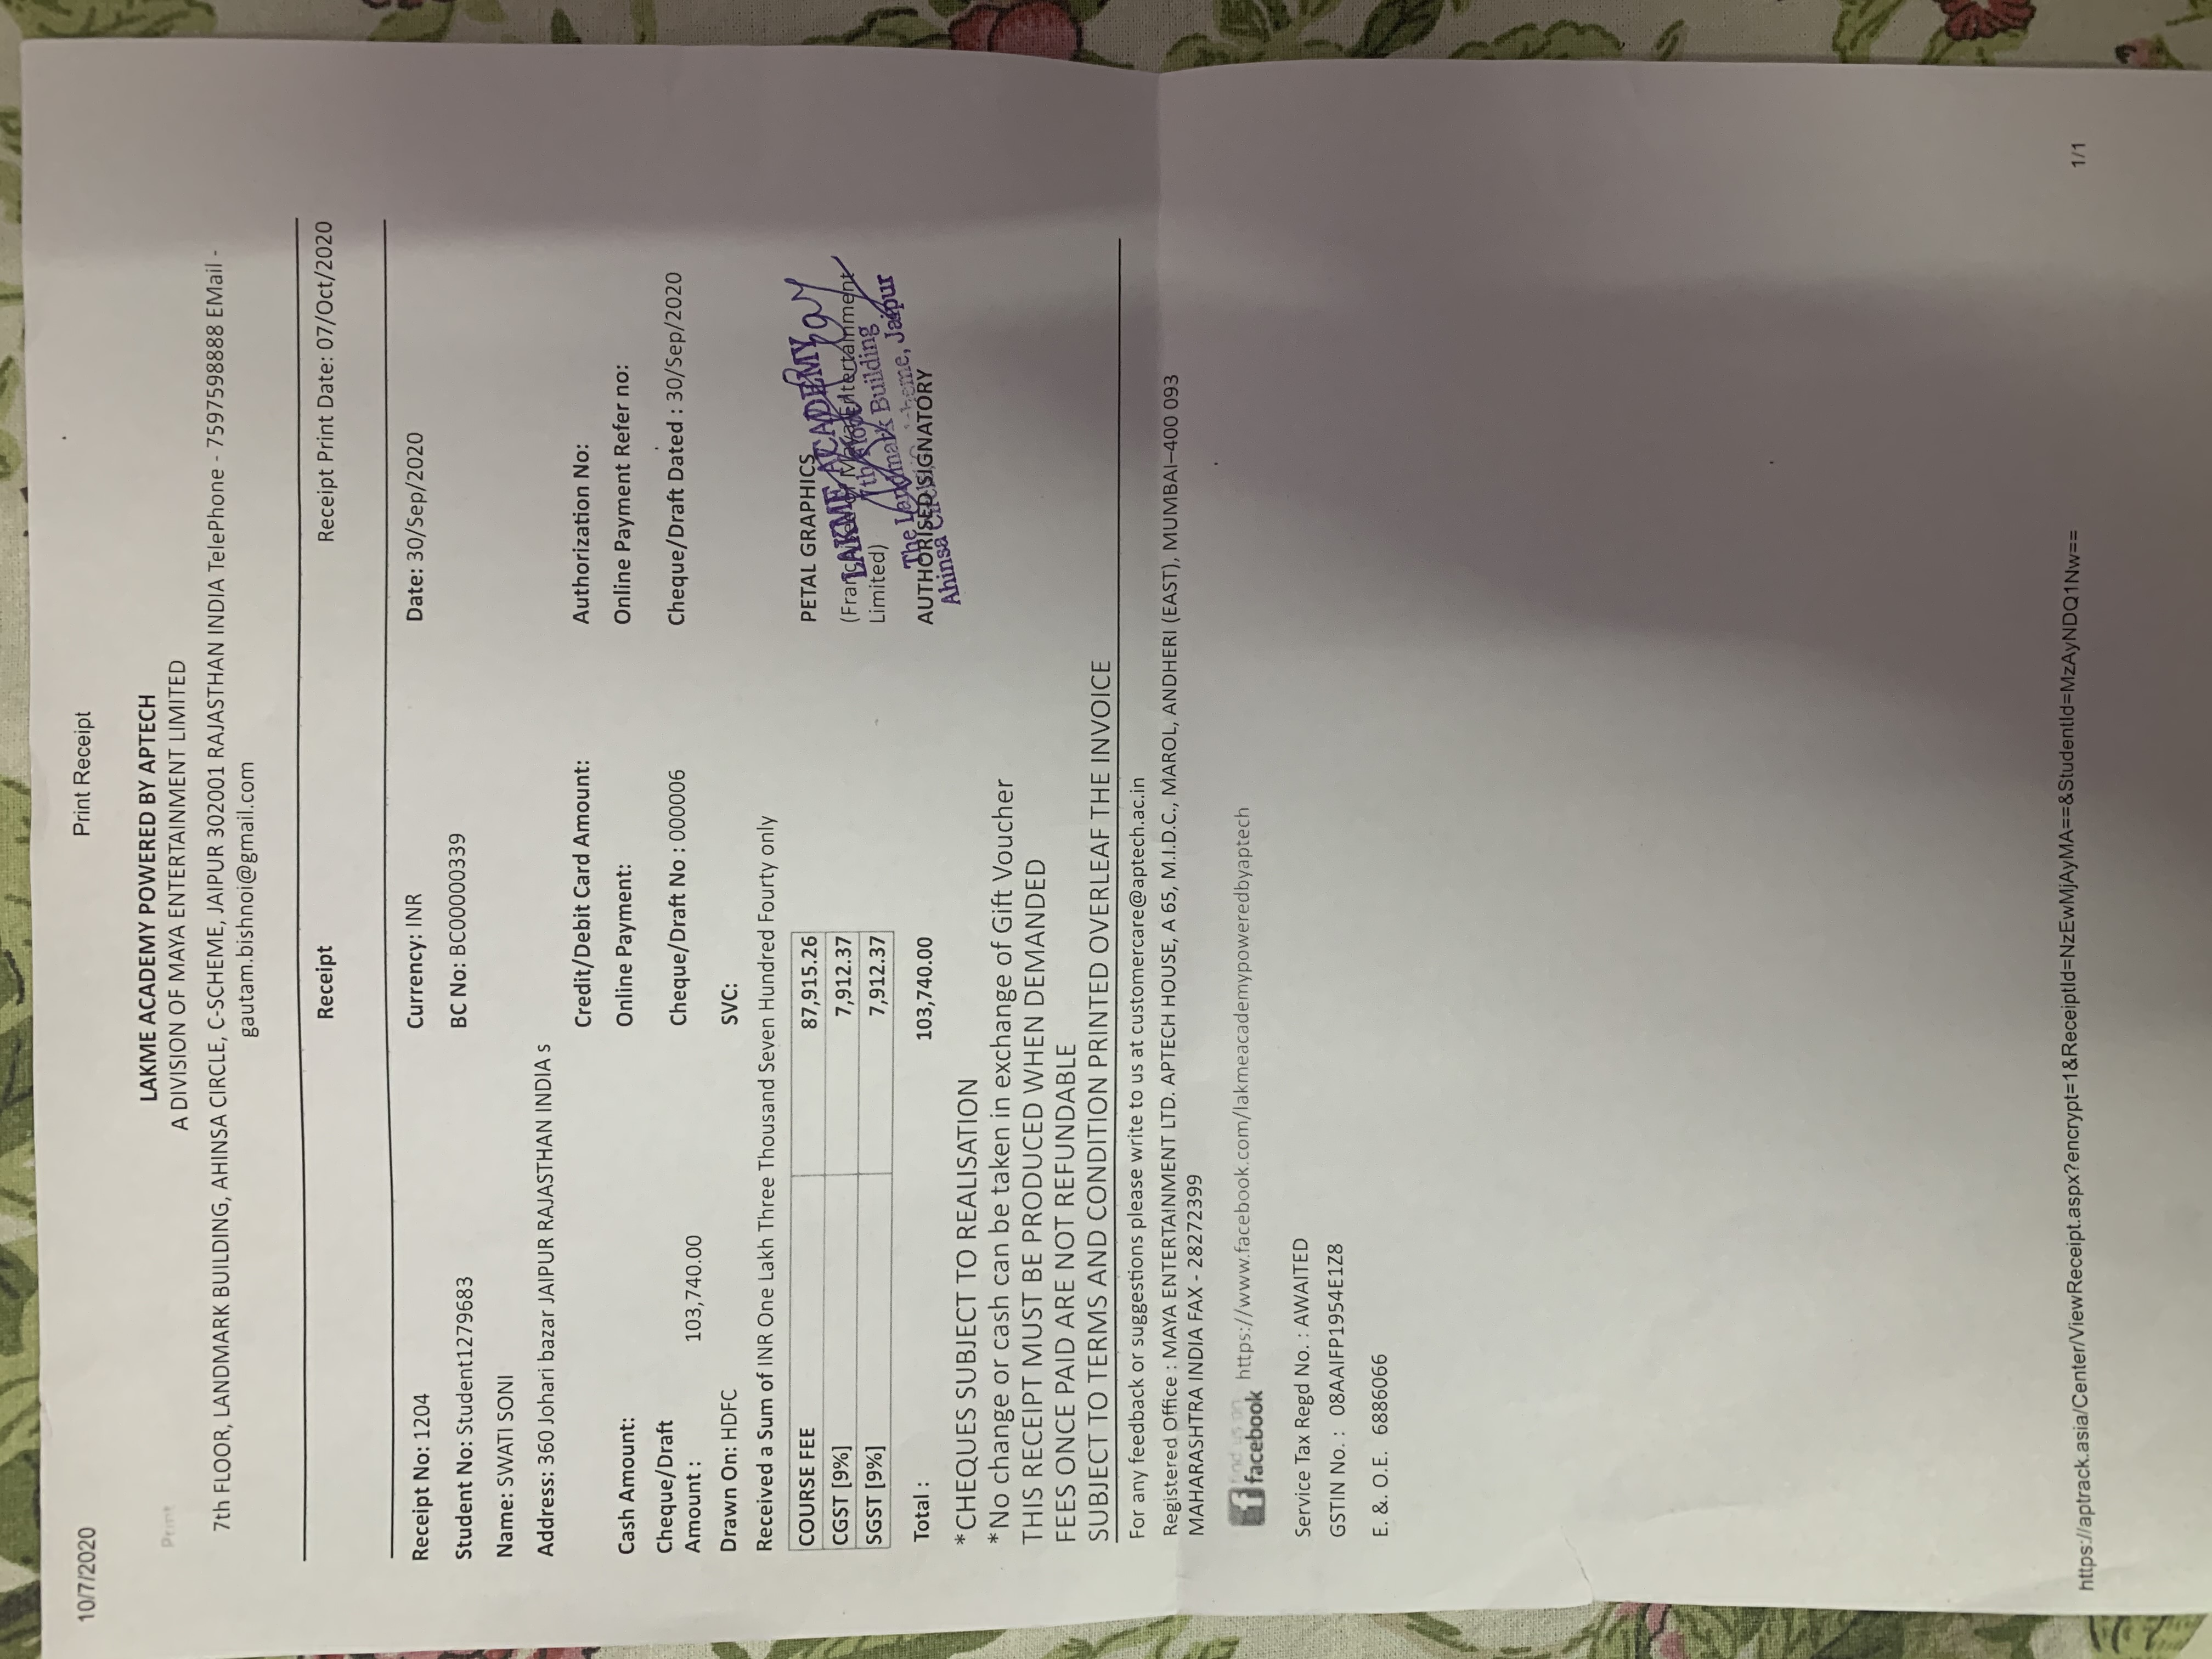 10/7/2020 Print Receipt
Print
LAKME ACADEMY POWERED BY APTECH
A DIVISION OF MAYA ENTERTAINMENT LIMITED
7th FLOOR, LANDMARK BUILDING, AHINSA CIRCLE, C-SCHEME, JAIPUR 302001 RAJASTHAN INDIA TelePhone - 7597598888 EMail -
gautam.bishnoi@gmail.com
Receipt Receipt Print Date: 07/Oct/2020
Receipt No: 1204 Currency: INR Date: 30/Sep/2020
Student No: Student1279683 BC No: BC00000339
Name: SWATI SONI
Address: 360 Johari bazar JAIPUR RAJASTHAN INDIA s
Credit/Debit Card Amount: Authorization No:
Cash Amount: Online Payment: Online Payment Refer no:
Cheque/Draft
Amount : 103,740.00 Cheque/Draft No : 000006 Cheque/Draft Dated : 30/Sep/2020
Drawn On: HDFC SVC:
Received a Sum of INR One Lakh Three Thousand Seven Hundred Fourty only
COURSE FEE 87,915.26
CGST [9%] 7,912.37
SGST [9%] 7,912.37
Total : 103,740.00
PETAL GRAPHICS
(Franchisee of Maya Entertainment
Limited)
AUTHORISED SIGNATORY
LAKME ACADEMY
7th Floor
The Landmark Building
Ahinsa Circle, C-Scheme, Jaipur
*CHEQUES SUBJECT TO REALISATION
*No change or cash can be taken in exchange of Gift Voucher
THIS RECEIPT MUST BE PRODUCED WHEN DEMANDED
FEES ONCE PAID ARE NOT REFUNDABLE
SUBJECT TO TERMS AND CONDITION PRINTED OVERLEAF THE INVOICE
For any feedback or suggestions please write to us at customercare@aptech.ac.in
Registered Office : MAYA ENTERTAINMENT LTD. APTECH HOUSE, A 65, M.I.D.C., MAROL, ANDHERI (EAST), MUMBAI–400 093
MAHARASHTRA INDIA FAX - 28272399
find us on
facebook https://www.facebook.com/lakmeacademypoweredbyaptech
Service Tax Regd No. : AWAITED
GSTIN No. : 08AAIFP1954E1Z8
E. &. O.E. 6886066
https://aptrack.asia/Center/ViewReceipt.aspx?encrypt=1&ReceiptId=NzEwMjAyMA==&StudentId=MzAyNDQ1Nw== 1/1